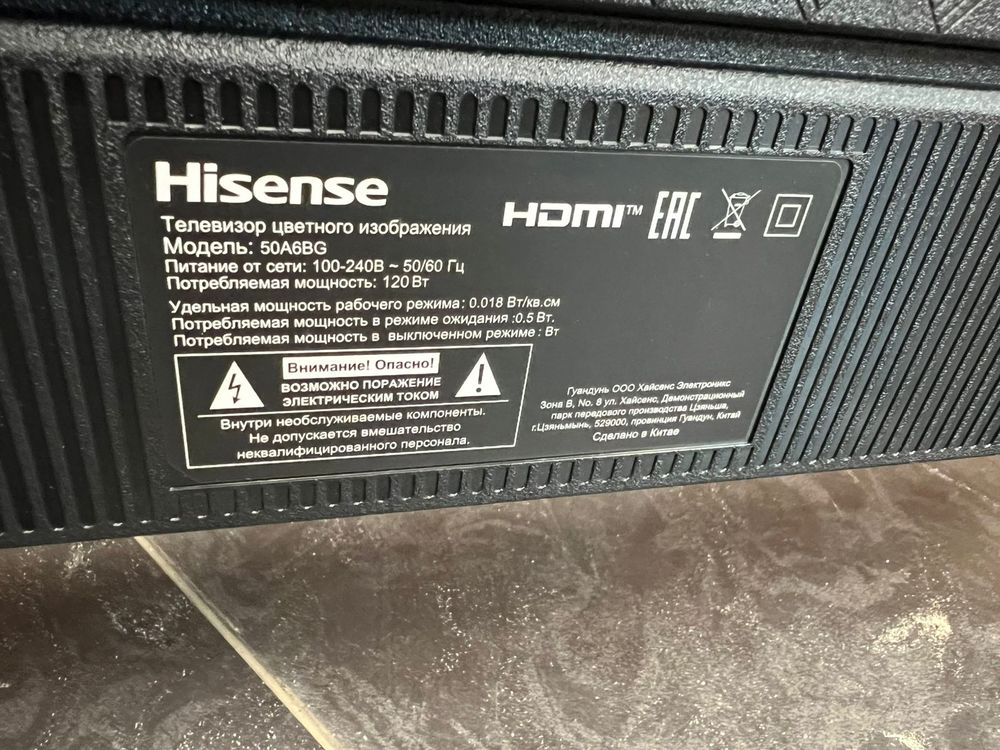 Hisense
Телевизор цветного изображения
Модель: 50A6BG
Питание от сети: 100-240В ~ 50/60 Гц
Потребляемая мощность: 120 Вт
Удельная мощность рабочего режима: 0.018 Вт/кв.см
Потребляемая мощность в режиме ожидания :0.5 Вт.
Потребляемая мощность в выключенном режиме : Вт
HDMI™ EAC
Внимание! Опасно!
ВОЗМОЖНО ПОРАЖЕНИЕ
ЭЛЕКТРИЧЕСКИМ ТОКОМ
Внутри необслуживаемые компоненты.
Не допускается вмешательство
неквалифицированного персонала.
Гуандунь ООО Хайсенс Электроникс
Зона В, No. 8 ул. Хайсенс, Демонстрационный
парк передового производства Цзяньша,
г.Цзяньмынь, 529000, провинция Гуандун, Китай
Сделано в Китае